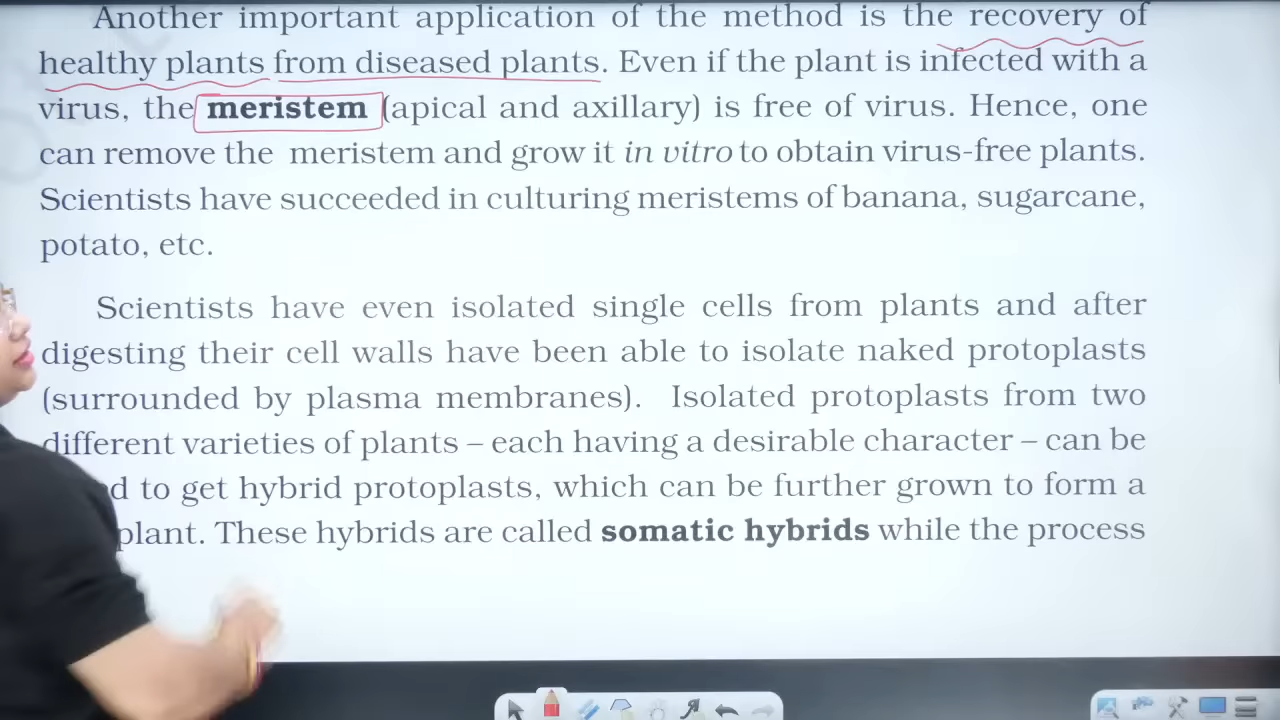 Another important application of the method is the recovery of
healthy plants from diseased plants. Even if the plant is infected with a
virus, the meristem (apical and axillary) is free of virus. Hence, one
can remove the meristem and grow it in vitro to obtain virus-free plants.
Scientists have succeeded in culturing meristems of banana, sugarcane,
potato, etc.
Scientists have even isolated single cells from plants and after
digesting their cell walls have been able to isolate naked protoplasts
(surrounded by plasma membranes). Isolated protoplasts from two
different varieties of plants – each having a desirable character – can be
to get hybrid protoplasts, which can be further grown to form a
plant. These hybrids are called somatic hybrids while the process